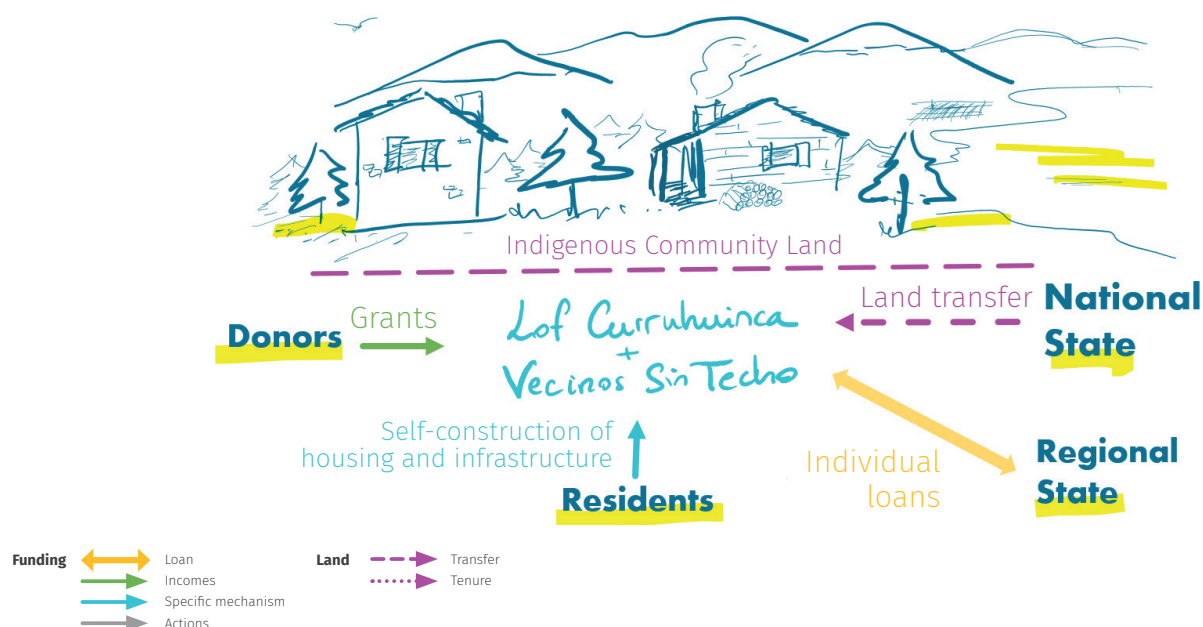 Indigenous Community Land
Donors
Grants
Lof Curruhuinca
+
Vecinos Sin Techo
Land transfer
National
State
Self-construction of
housing and infrastructure
Residents
Individual
loans
Regional
State
Funding
Loan
Incomes
Specific mechanism
Actions
Land
Transfer
Tenure